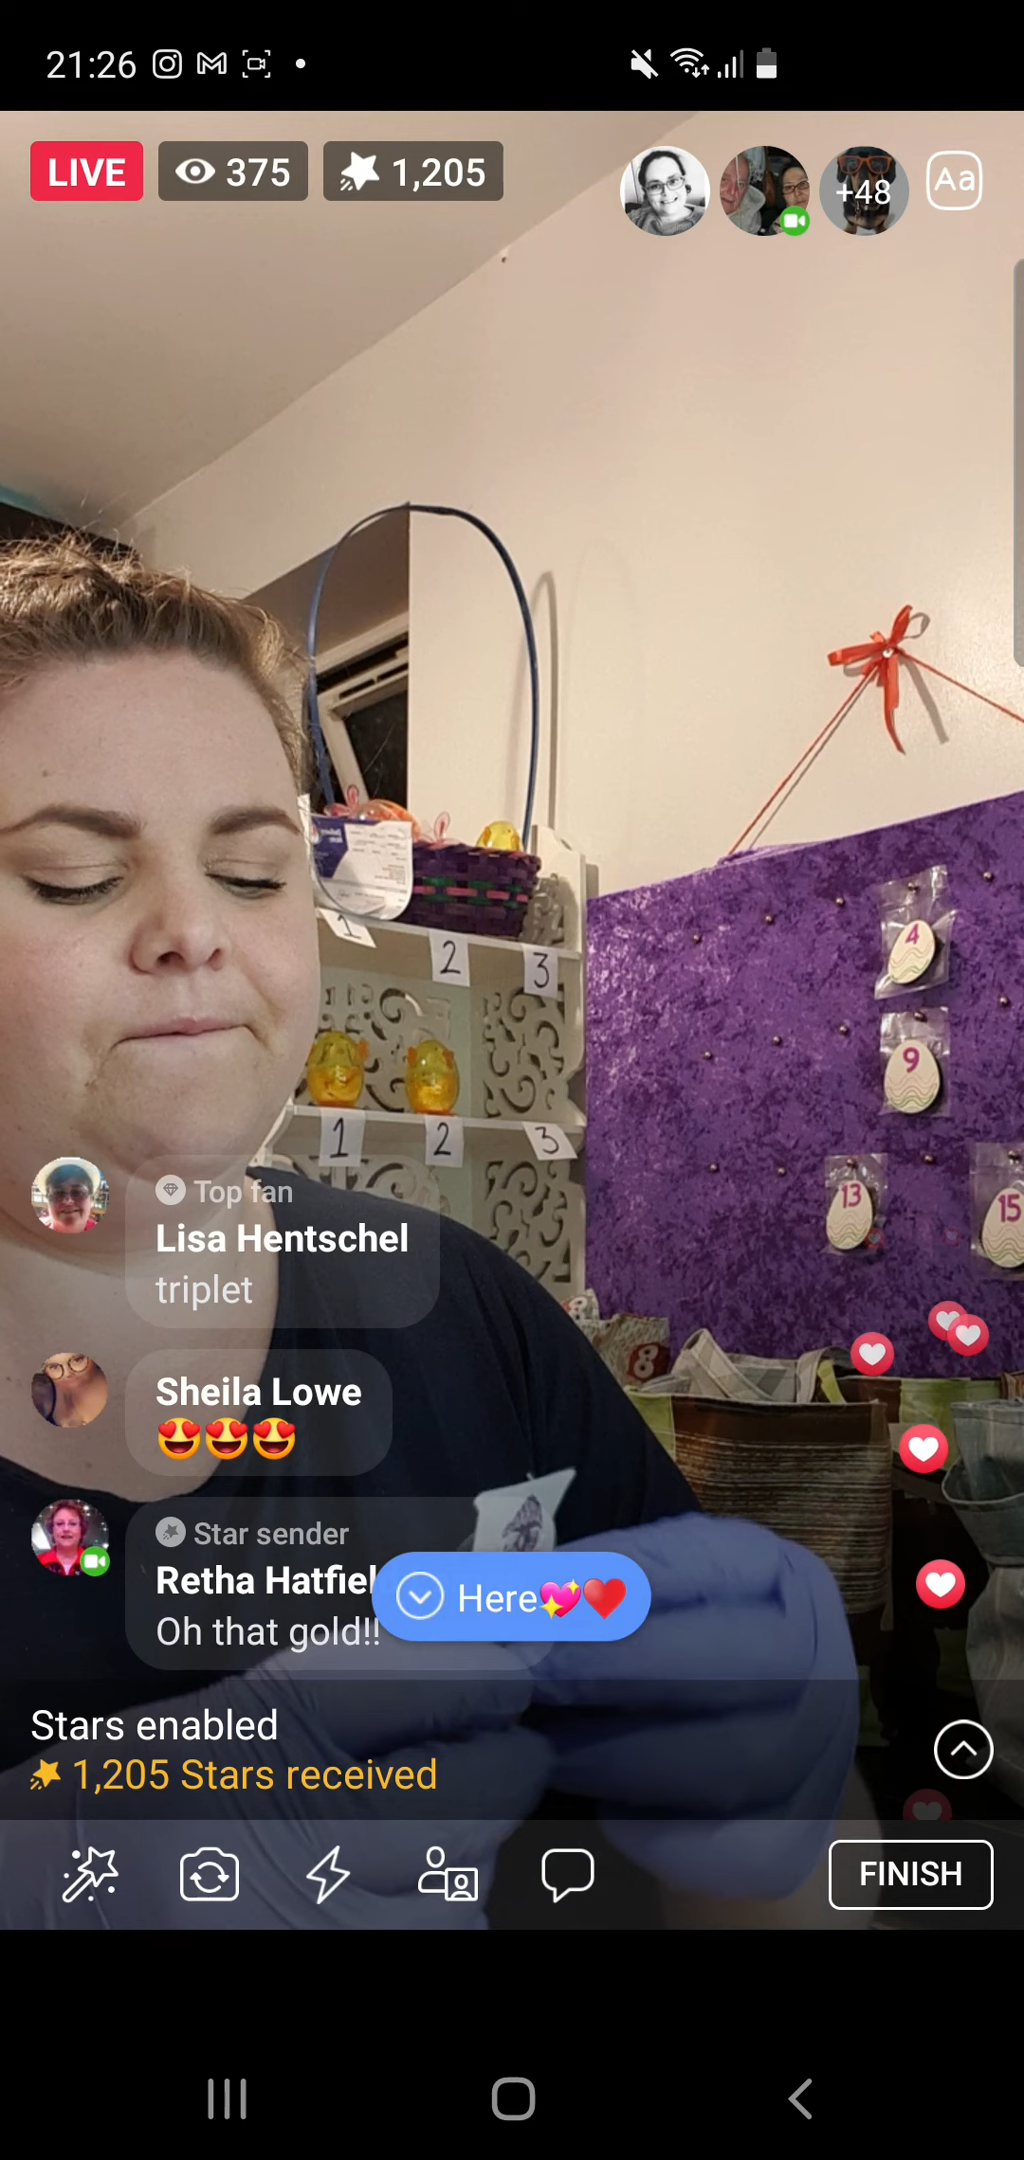 21:26
LIVE
375
1,205
+48
Aa
1
2
3
4
9
1
2
3
13
15
8
Top fan
Lisa Hentschel
triplet
Sheila Lowe
😍😍😍
Star sender
Retha Hatfiel
Oh that gold!!
Here💖❤️
Stars enabled
1,205 Stars received
FINISH